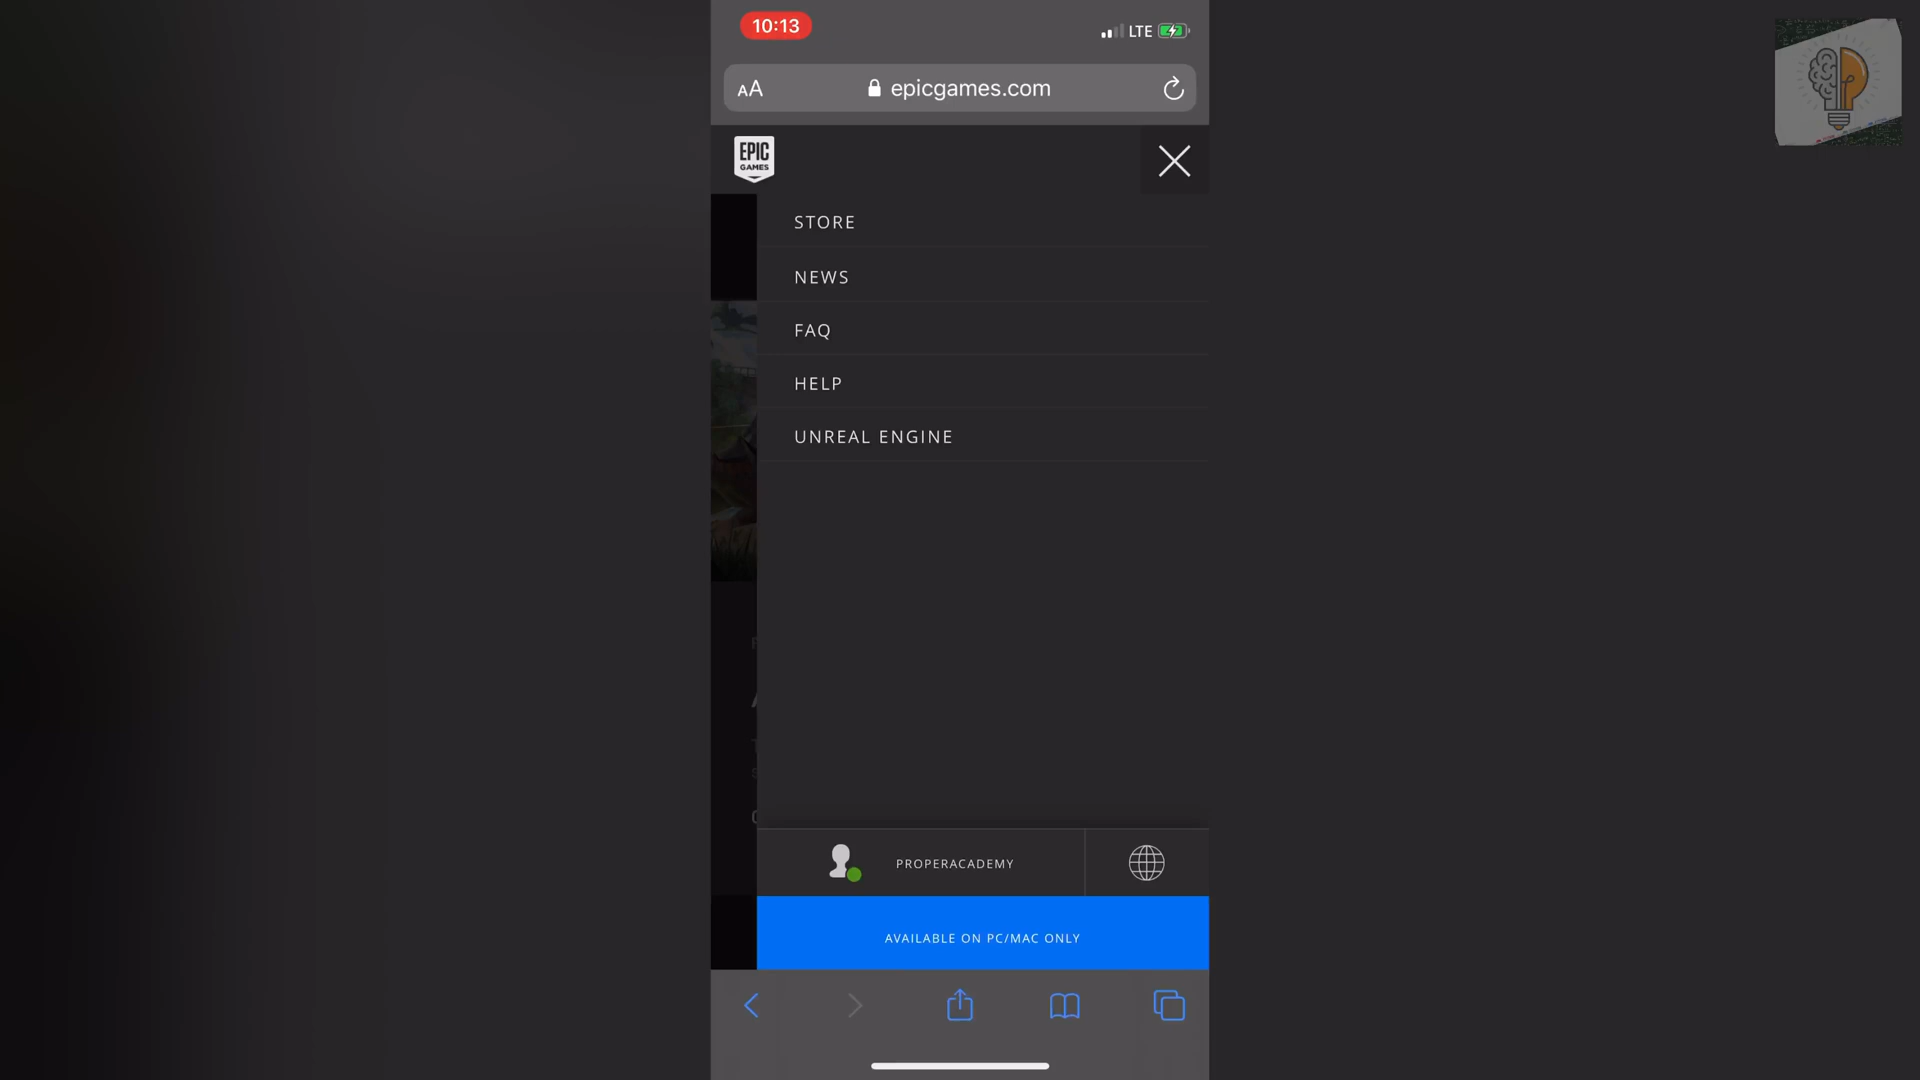 10:13
LTE
AA
epicgames.com
EPIC
GAMES
STORE
NEWS
FAQ
HELP
UNREAL ENGINE
PROPERACADEMY
AVAILABLE ON PC/MAC ONLY